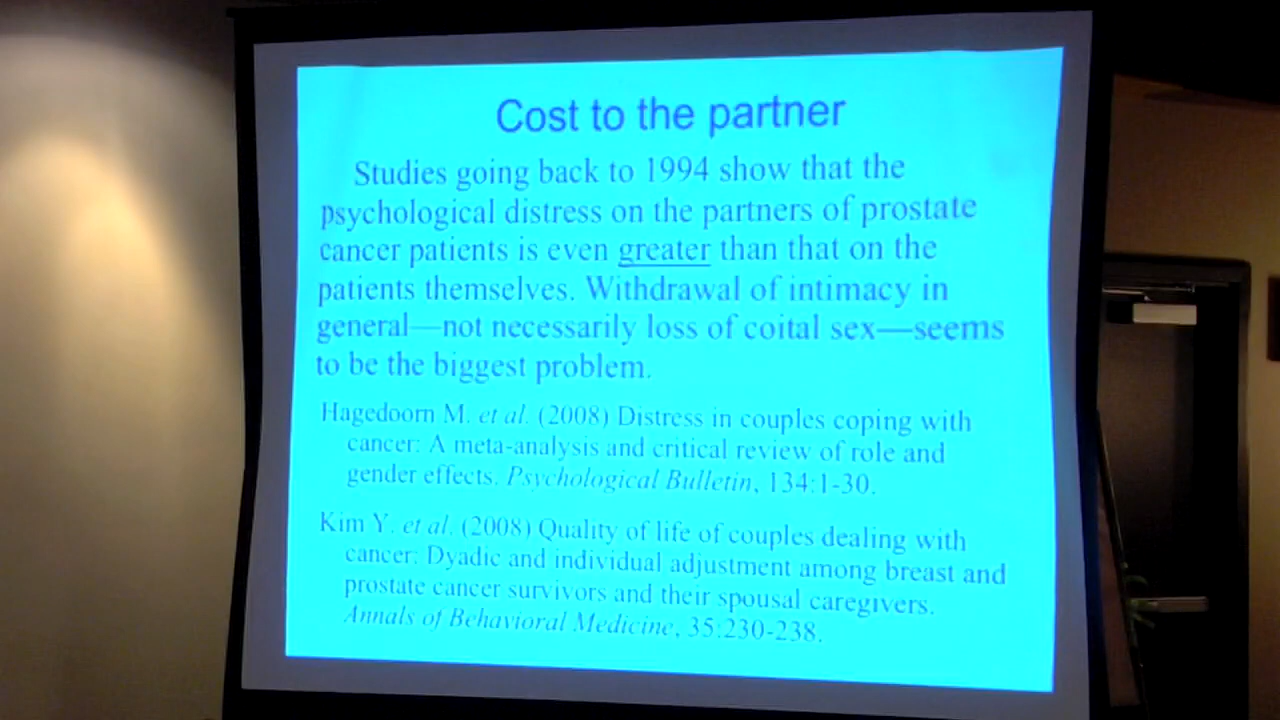 Cost to the partner
Studies going back to 1994 show that the
psychological distress on the partners of prostate
cancer patients is even greater than that on the
patients themselves. Withdrawal of intimacy in
general—not necessarily loss of coital sex—seems
to be the biggest problem.
Hagedoorn M. et al. (2008) Distress in couples coping with
cancer: A meta-analysis and critical review of role and
gender effects. Psychological Bulletin, 134:1-30.
Kim Y. et al. (2008) Quality of life of couples dealing with
cancer: Dyadic and individual adjustment among breast and
prostate cancer survivors and their spousal caregivers.
Annals of Behavioral Medicine, 35:230-238.